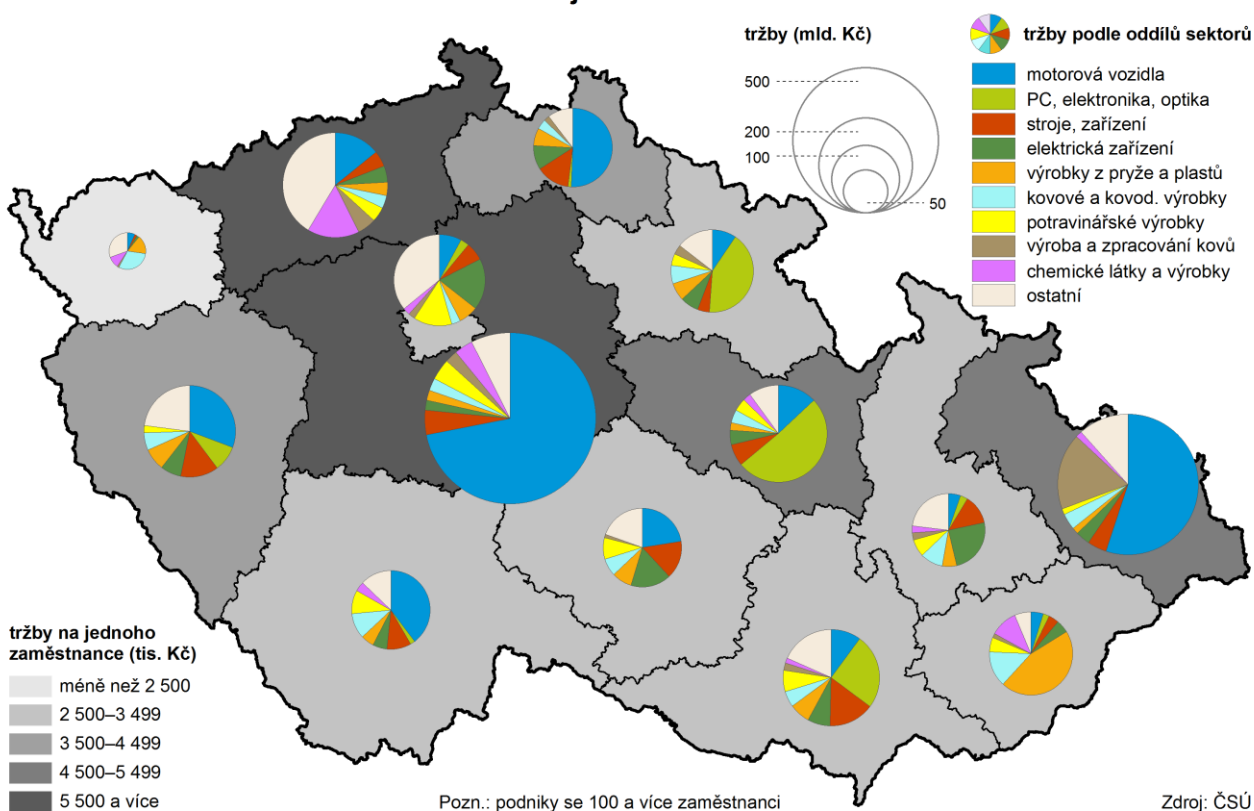 tržby (mld. Kč)
500
200
100
50
tržby podle oddílů sektorů
motorová vozidla
PC, elektronika, optika
stroje, zařízení
elektrická zařízení
výrobky z pryže a plastů
kovové a kovod. výrobky
potravinářské výrobky
výroba a zpracování kovů
chemické látky a výrobky
ostatní
tržby na jednoho
zaměstnance (tis. Kč)
méně než 2 500
2 500–3 499
3 500–4 499
4 500–5 499
5 500 a více
Pozn.: podniky se 100 a více zaměstnanci
Zdroj: ČSÚ